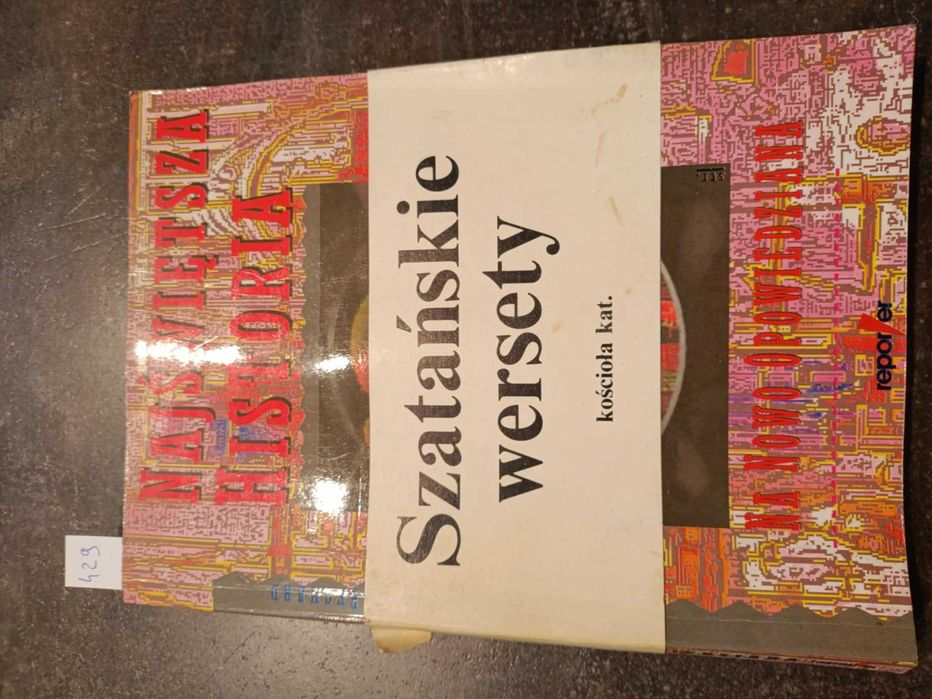 NAJŚWIĘTSZA
HISTORIA
Szatańskie
wersety
kościoła kat.
NA NOWO OPOWIEDZIANA
reporter
429